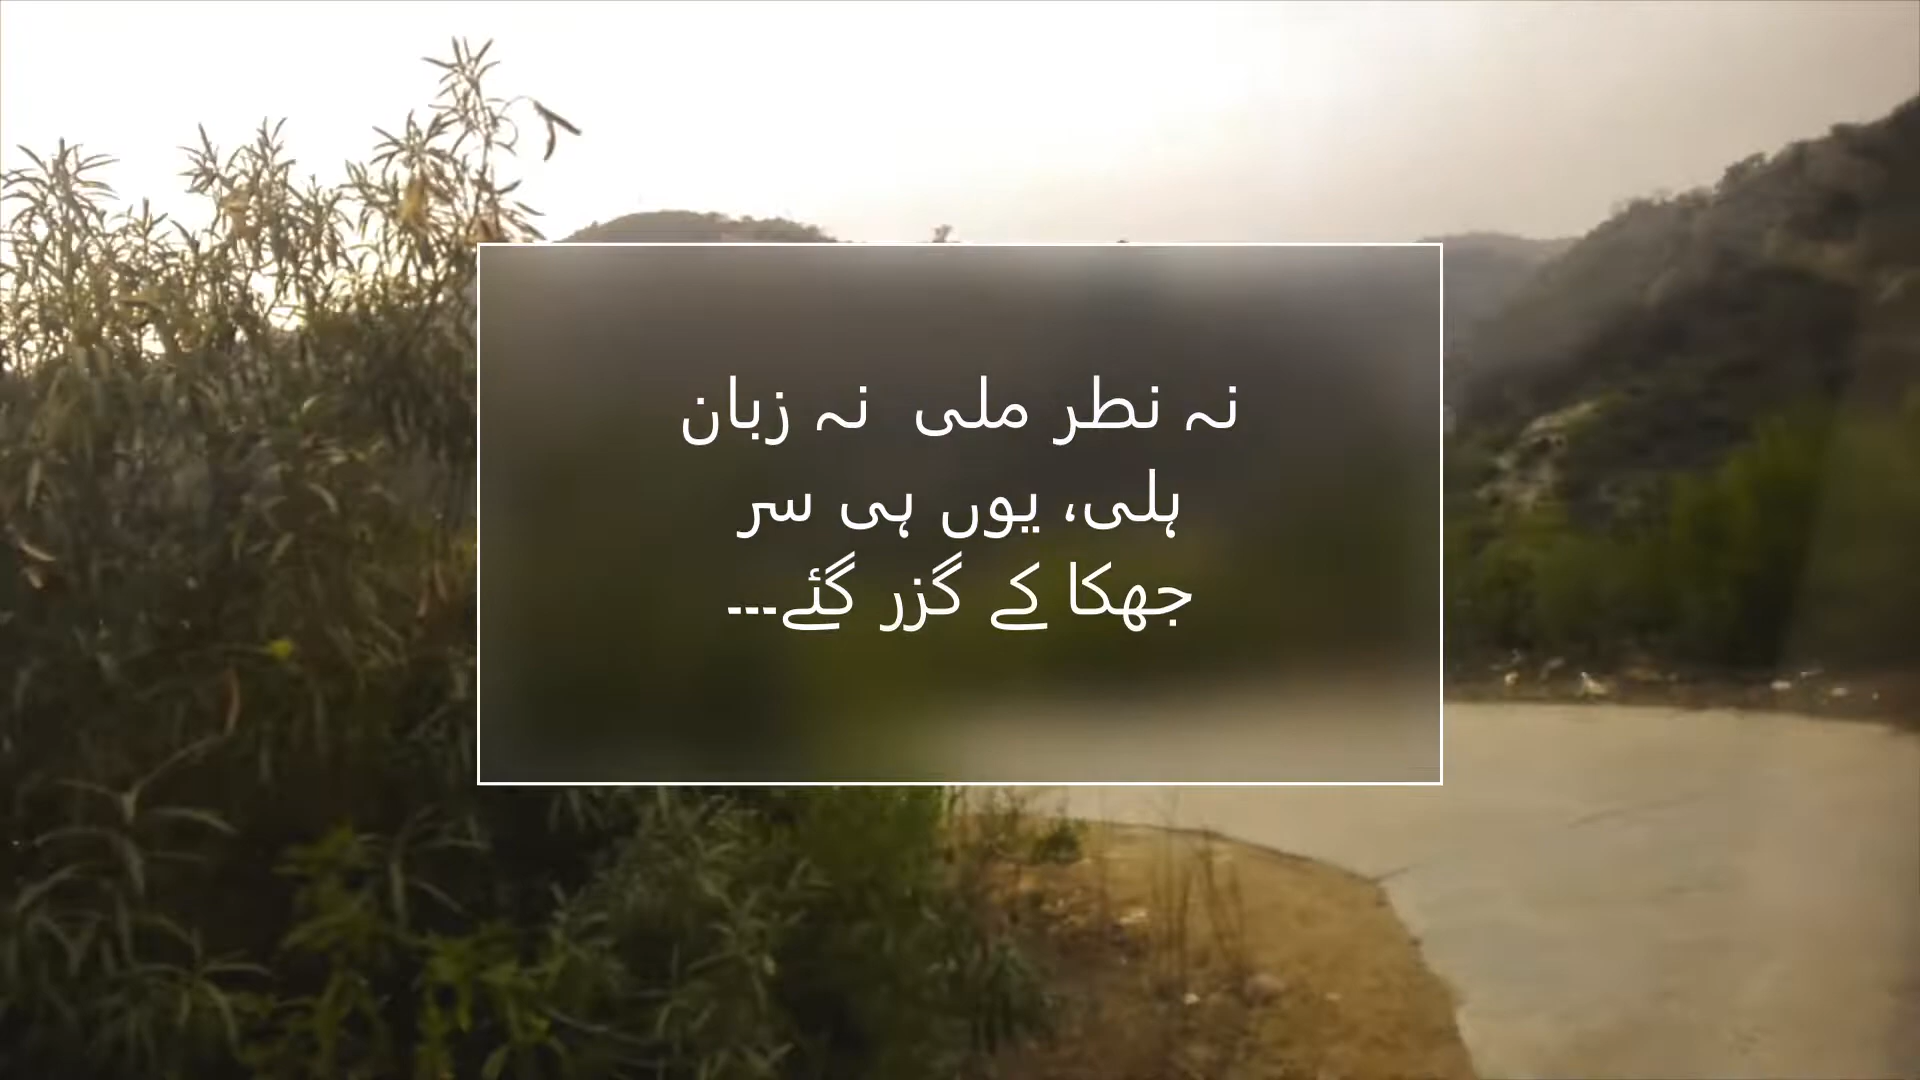 نہ نطر ملی  نہ زبان
ہلی، یوں ہی سر
جھکا کے گزر گئے---